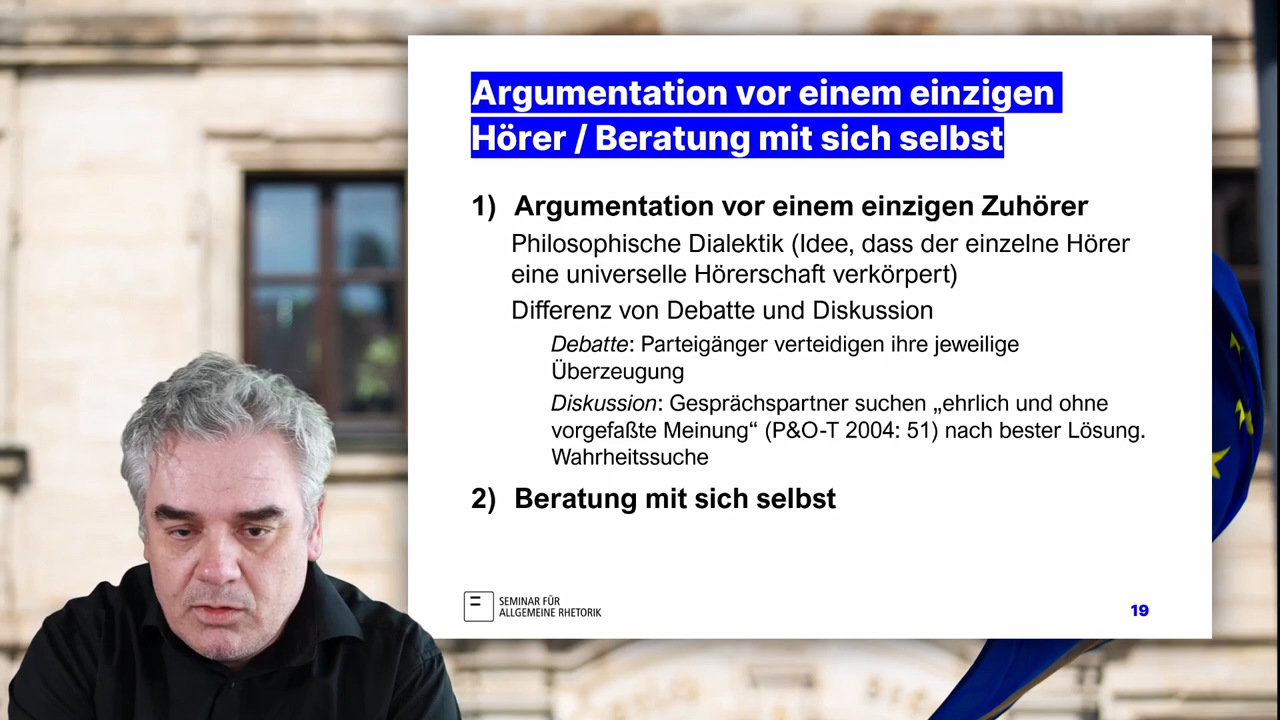 Argumentation vor einem einzigen
Hörer / Beratung mit sich selbst
1) Argumentation vor einem einzigen Zuhörer
Philosophische Dialektik (Idee, dass der einzelne Hörer
eine universelle Hörerschaft verkörpert)
Differenz von Debatte und Diskussion
Debatte: Parteigänger verteidigen ihre jeweilige
Überzeugung
Diskussion: Gesprächspartner suchen „ehrlich und ohne
vorgefaßte Meinung“ (P&O-T 2004: 51) nach bester Lösung.
Wahrheitssuche
2) Beratung mit sich selbst
SEMINAR FÜR
ALLGEMEINE RHETORIK
19